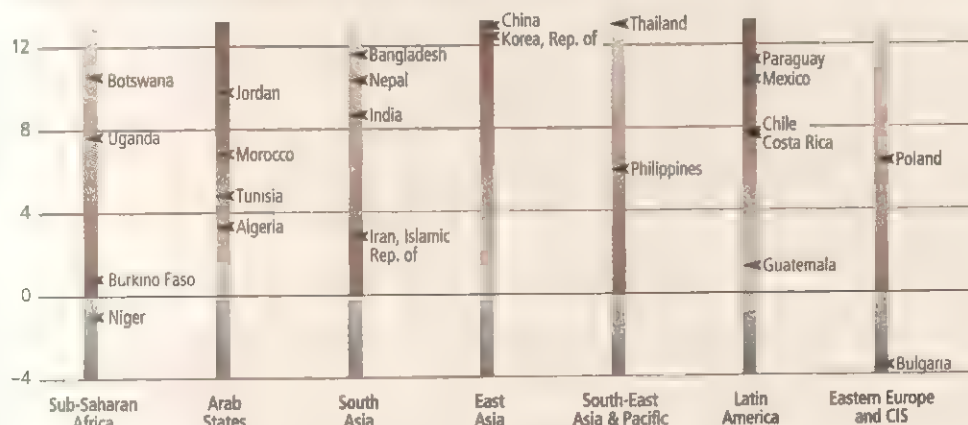 12
8
4
0
−4
Botswana
Uganda
Burkino Faso
Niger
Sub-Saharan
Africa
Jordan
Morocco
Tunisia
Algeria
Arab
States
Bangladesh
Nepal
India
Iran, Islamic
Rep. of
South
Asia
China
Korea, Rep. of
East
Asia
Thailand
Philippines
South-East
Asia & Pacific
Paraguay
Mexico
Chile
Costa Rica
Guatemala
Latin
America
Poland
Bulgaria
Eastern Europe
and CIS